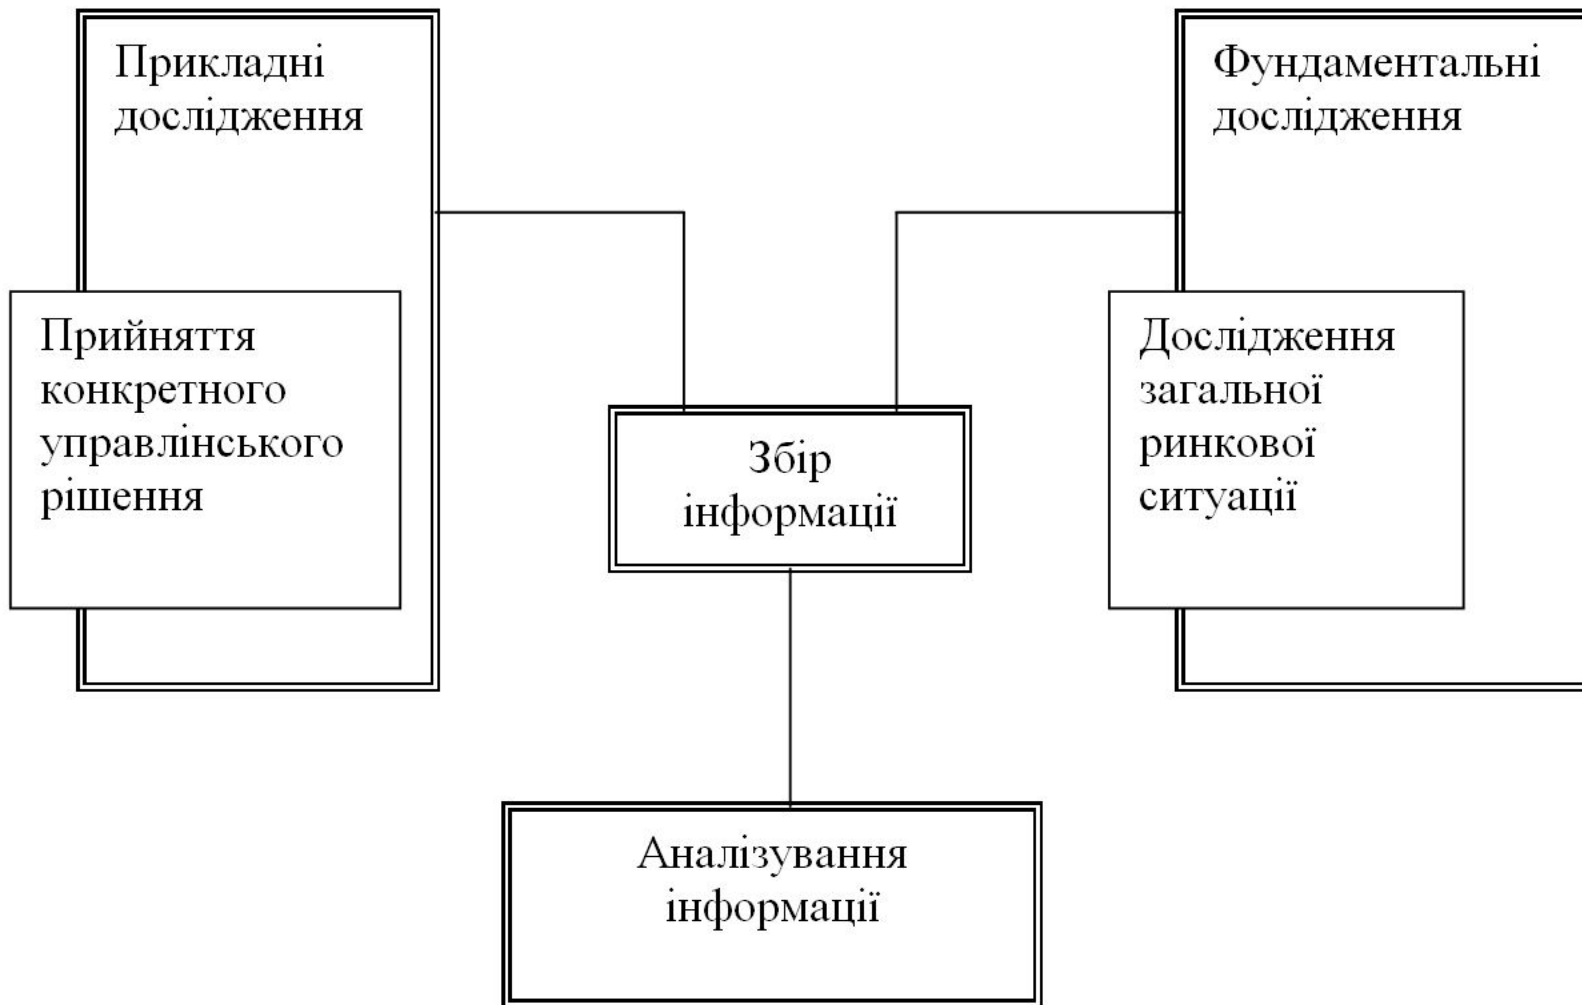 Прикладні
дослідження
Прийняття
конкретного
управлінського
рішення
Збір
інформації
Фундаментальні
дослідження
Дослідження
загальної
ринкової
ситуації
Аналізування
інформації